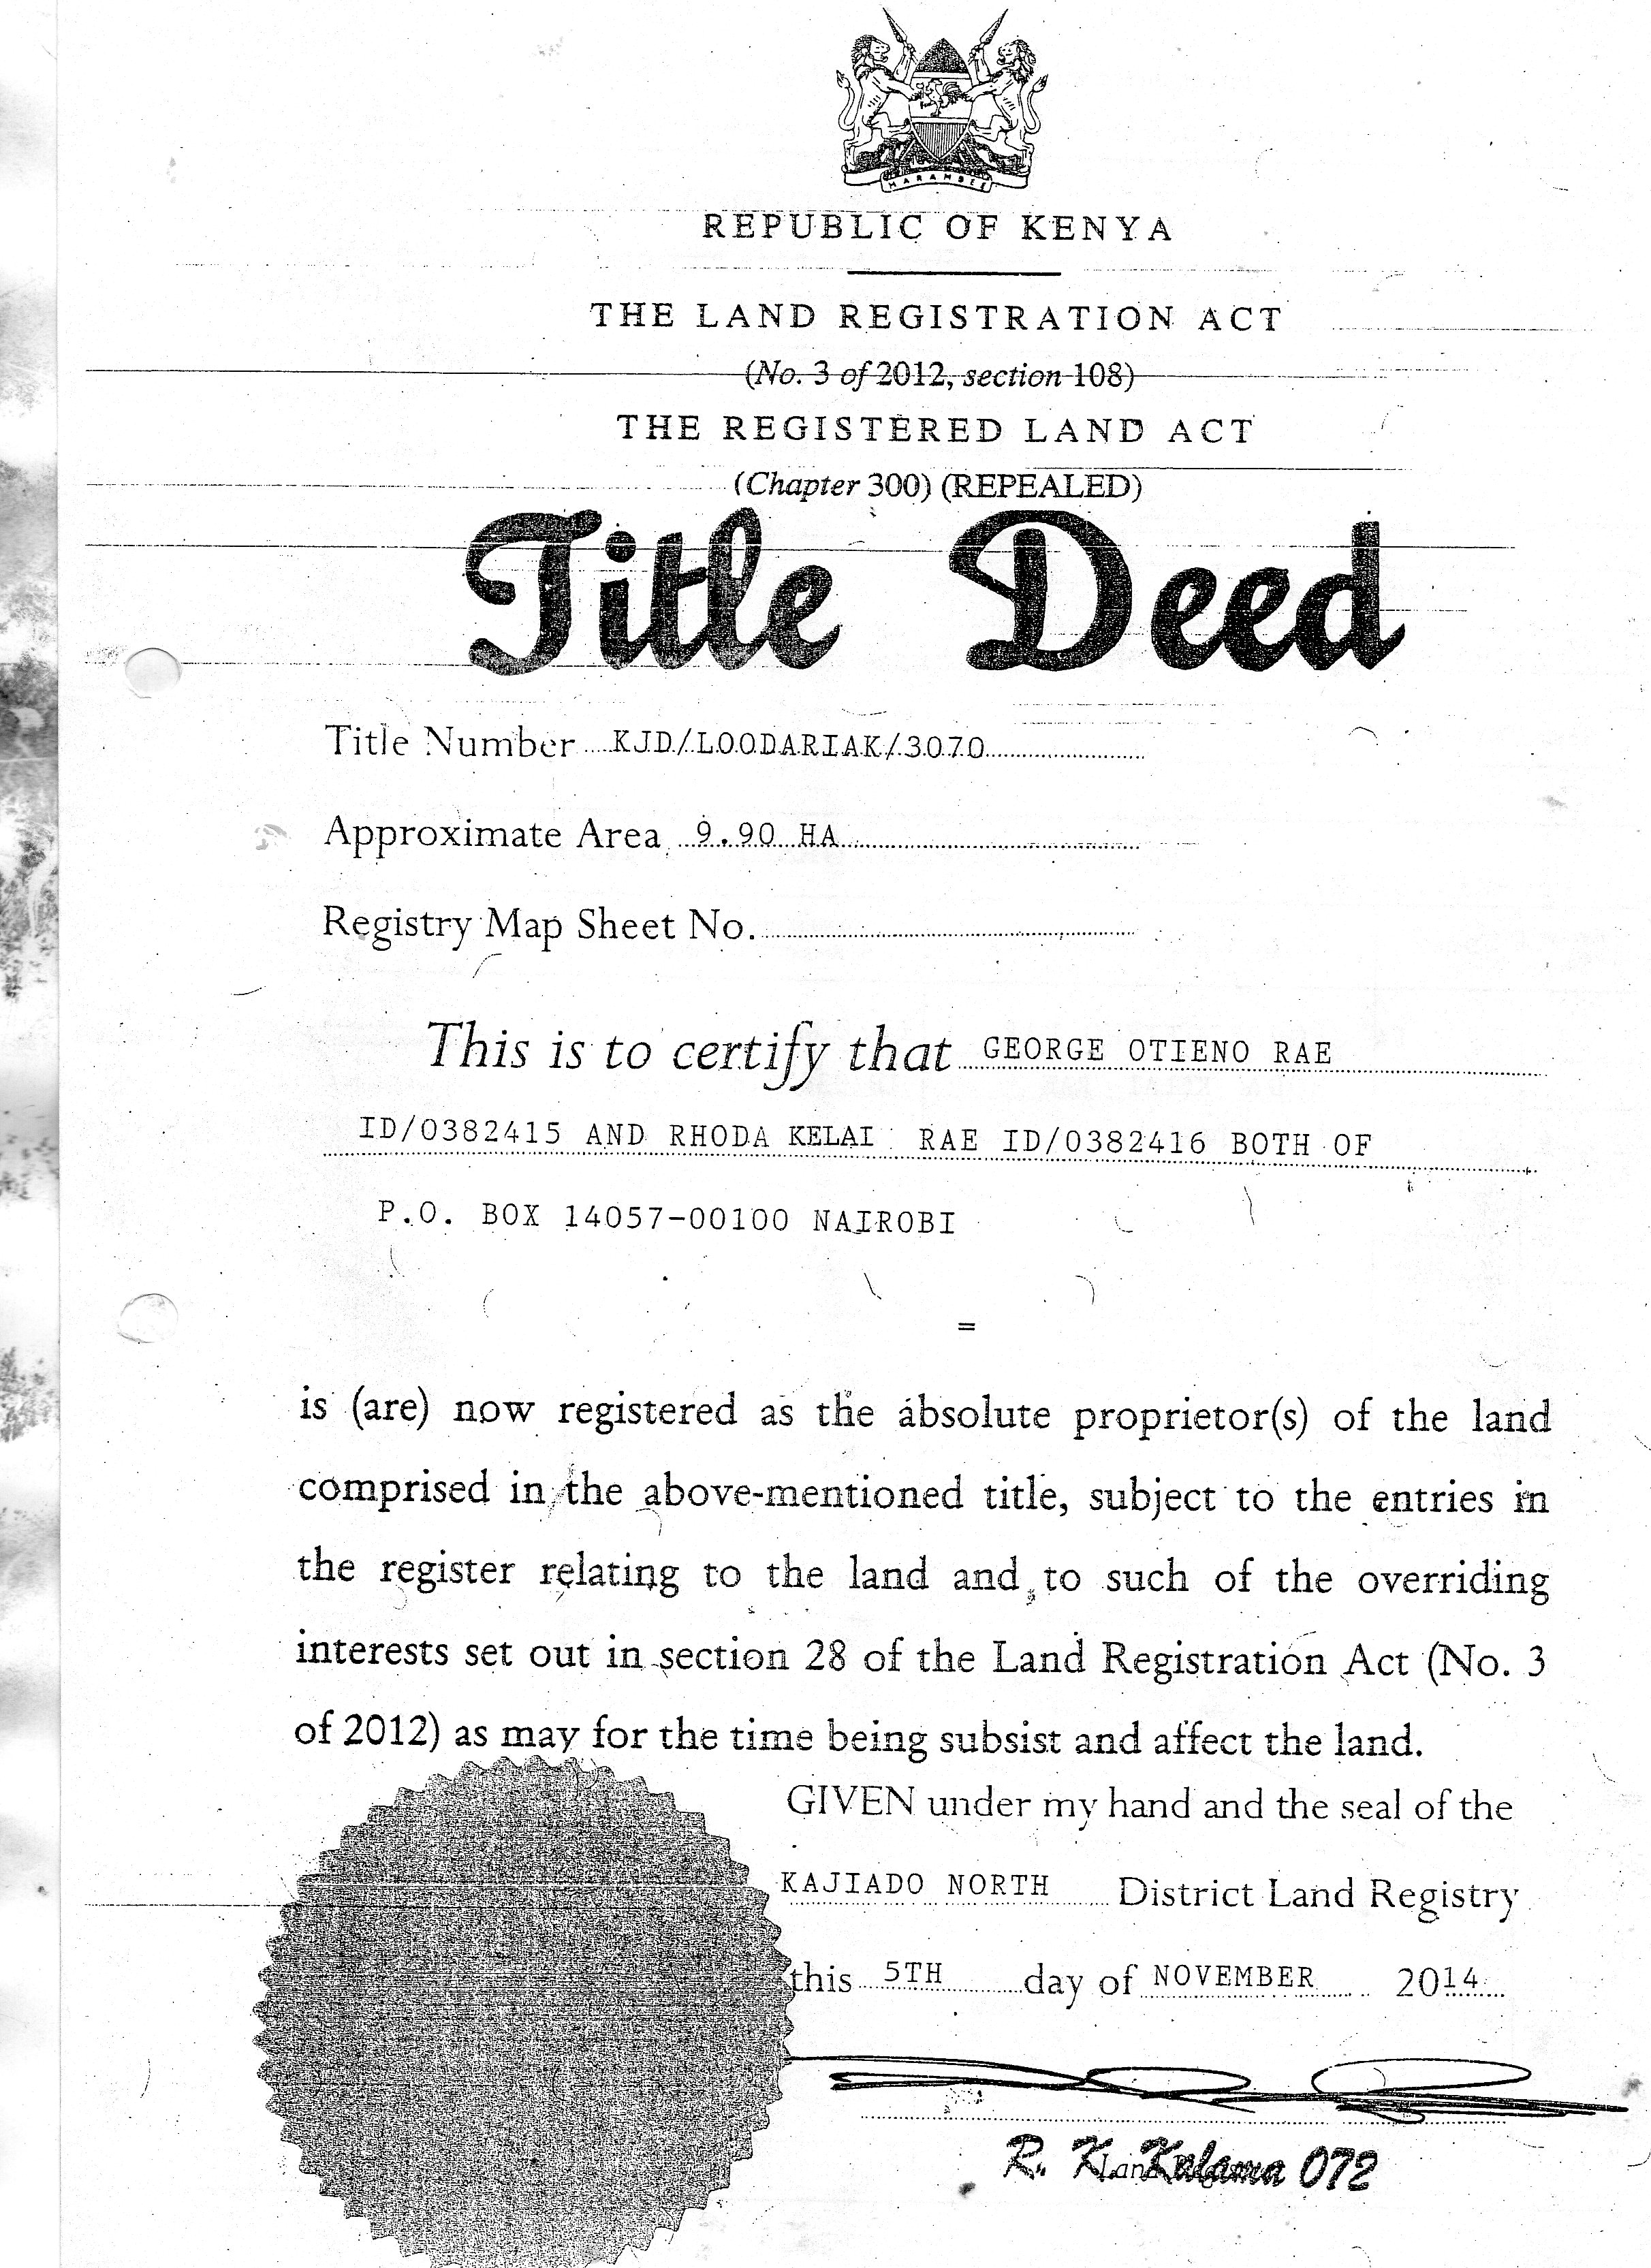 HARAMBEE
REPUBLIC OF KENYA
THE LAND REGISTRATION ACT
(No. 3 of 2012, section 108)
THE REGISTERED LAND ACT
(Chapter 300) (REPEALED)
Title Deed
Title Number KJD/LOODARIAK/3070
Approximate Area 9.90 HA
Registry Map Sheet No.
This is to certify that GEORGE OTIENO RAE
ID/0382415 AND RHODA KELAI RAE ID/0382416 BOTH OF
P.O. BOX 14057-00100 NAIROBI
=
is (are) now registered as the absolute proprietor(s) of the land
comprised in the above-mentioned title, subject to the entries in
the register relating to the land and to such of the overriding
interests set out in section 28 of the Land Registration Act (No. 3
of 2012) as may for the time being subsist and affect the land.
GIVEN under my hand and the seal of the
KAJIADO NORTH District Land Registry
this 5TH day of NOVEMBER 2014
R. K. Kalama 072